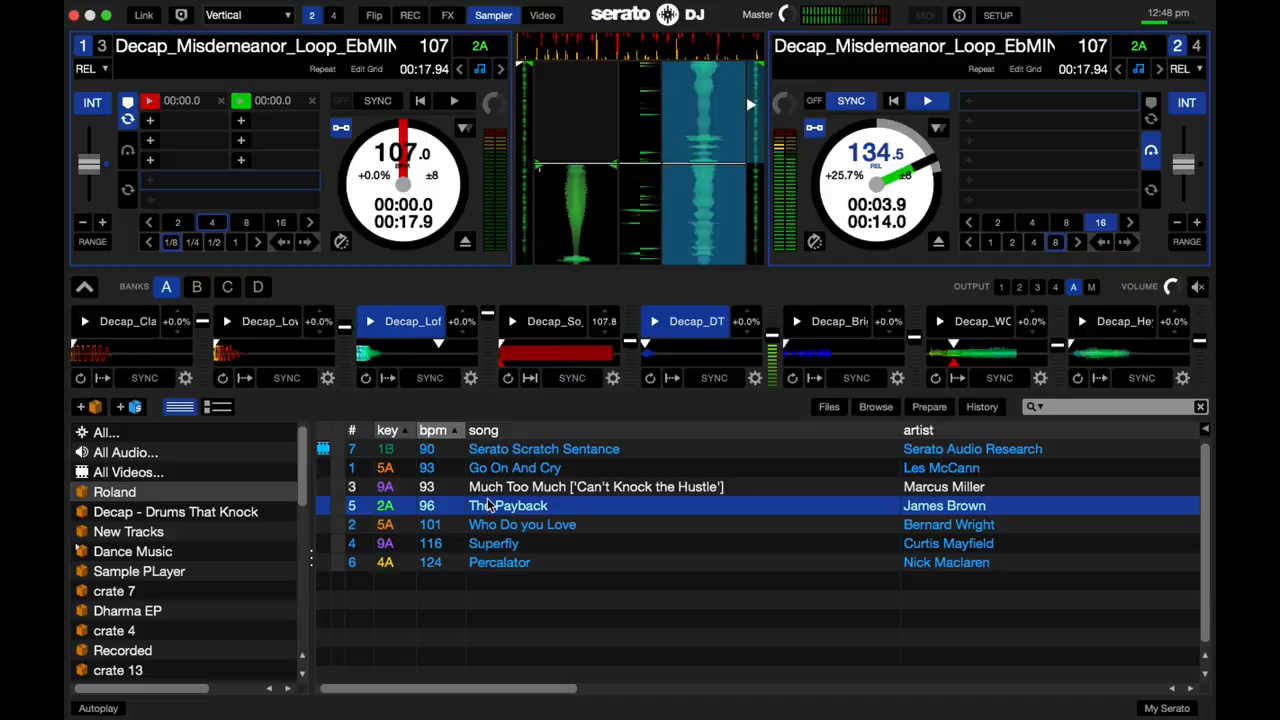 Link Vertical 2 4 Flip REC FX Sampler Video serato DJ Master MIDI SETUP 12:48 pm
1 3 Decap_Misdemeanor_Loop_EbMIN 107 2A
REL Repeat Edit Grid 00:17.94
INT 00:00.0 00:00.0 OFF SYNC
107.0
BPM
+0.0% ±8
00:00.0
00:17.9
2 4 8 16
RANGE 1/8 1/4 1/2 1
Decap_Misdemeanor_Loop_EbMIN 107 2A 2 4
Repeat Edit Grid 00:17.94 REL
OFF SYNC INT
134.5
REL
+25.7% ±8
00:03.9
00:14.0
2 4 8 16
1 2 4 8 RANGE
BANKS A B C D OUTPUT 1 2 3 4 A M VOLUME
Decap_Cla +0.0% Decap_Lov +0.0% Decap_Lof +0.0% Decap_So_ 107.8 Decap_DT +0.0% Decap_Bri +0.0% Decap_WC +0.0% Decap_He +0.0%
SYNC SYNC SYNC SYNC SYNC SYNC SYNC SYNC
Files Browse Prepare History
All...
All Audio...
All Videos...
Roland
Decap - Drums That Knock
New Tracks
Dance Music
Sample PLayer
crate 7
Dharma EP
crate 4
Recorded
crate 13
# key bpm song artist
7 1B 90 Serato Scratch Sentance Serato Audio Research
1 5A 93 Go On And Cry Les McCann
3 9A 93 Much Too Much ['Can't Knock the Hustle'] Marcus Miller
5 2A 96 The Payback James Brown
2 5A 101 Who Do you Love Bernard Wright
4 9A 116 Superfly Curtis Mayfield
6 4A 124 Percalator Nick Maclaren
Autoplay My Serato